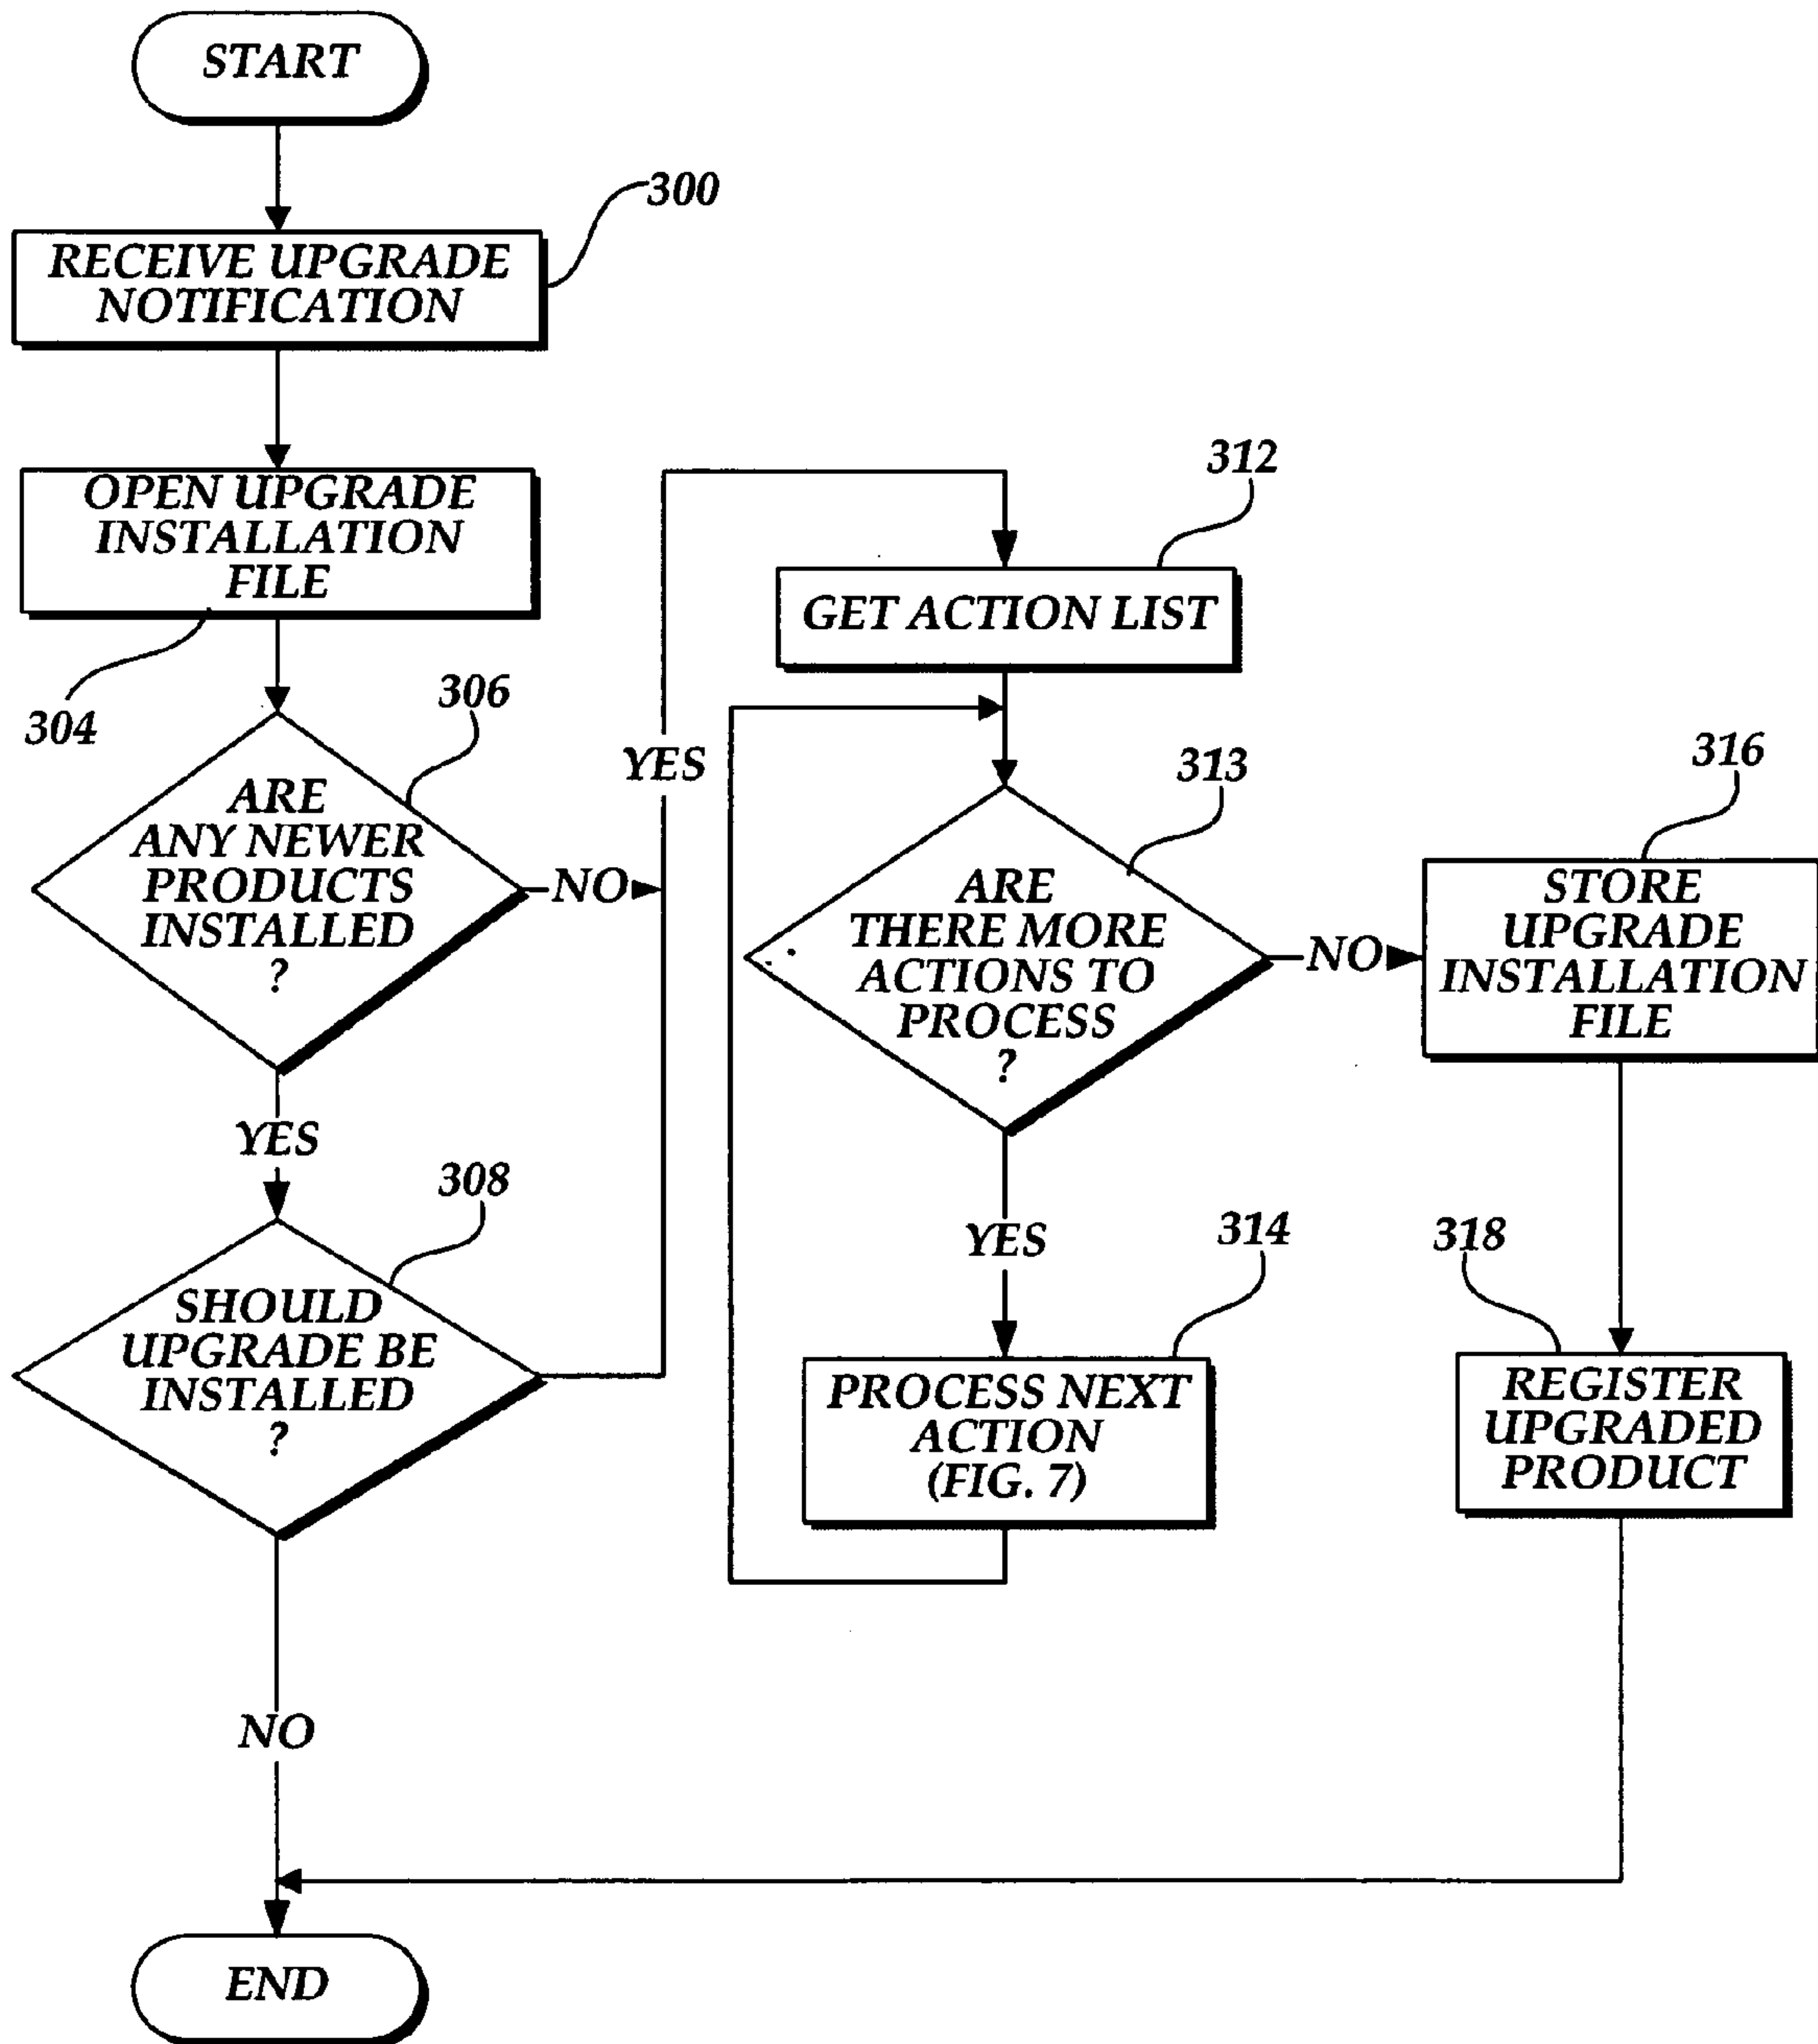 START
300
RECEIVE UPGRADE
NOTIFICATION
OPEN UPGRADE
INSTALLATION
FILE
304
306
ARE
ANY NEWER
PRODUCTS
INSTALLED
?
NO
YES
YES
308
SHOULD
UPGRADE BE
INSTALLED
?
NO
312
GET ACTION LIST
313
ARE
THERE MORE
ACTIONS TO
PROCESS
?
NO
YES
314
PROCESS NEXT
ACTION
(FIG. 7)
316
STORE
UPGRADE
INSTALLATION
FILE
318
REGISTER
UPGRADED
PRODUCT
END